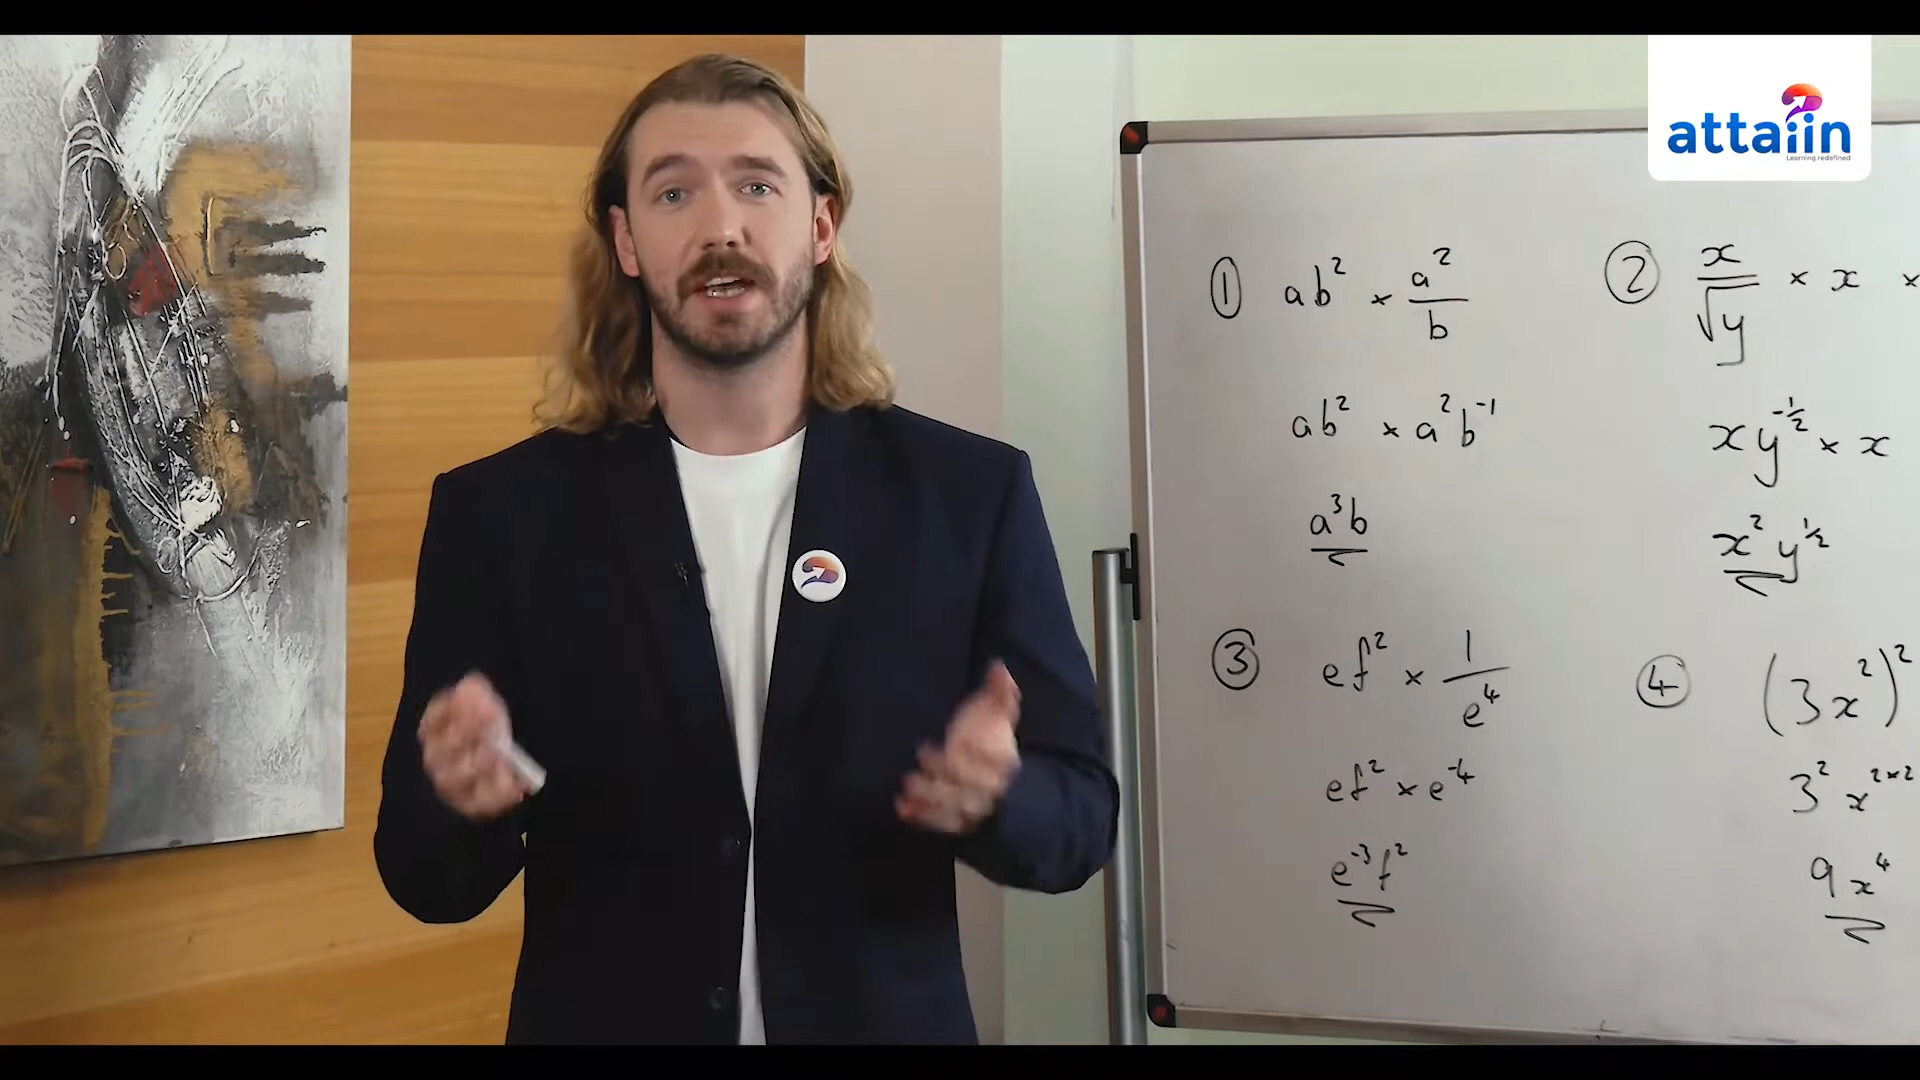 attaiin
Learning redefined
① ab² × a²/b
ab² × a²b⁻¹
a³b
② x/√y × x ×
xy^-½ × x
x² y^½
③ ef² × 1/e⁴
ef² × e⁻⁴
e⁻³f²
④ (3x²)²
3² x^2×2
9x⁴